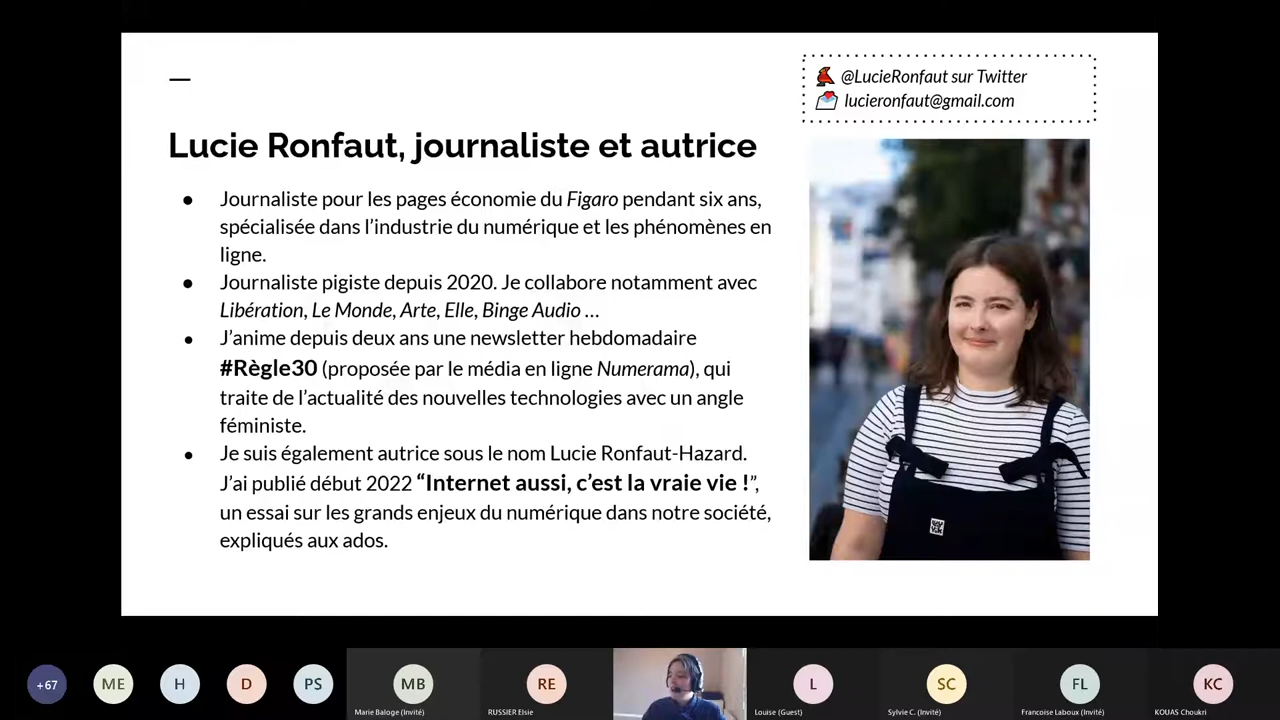 @LucieRonfaut sur Twitter
lucieronfaut@gmail.com
Lucie Ronfaut, journaliste et autrice
● Journaliste pour les pages économie du Figaro pendant six ans,
spécialisée dans l’industrie du numérique et les phénomènes en
ligne.
● Journaliste pigiste depuis 2020. Je collabore notamment avec
Libération, Le Monde, Arte, Elle, Binge Audio …
● J’anime depuis deux ans une newsletter hebdomadaire
#Règle30 (proposée par le média en ligne Numerama), qui
traite de l’actualité des nouvelles technologies avec un angle
féministe.
● Je suis également autrice sous le nom Lucie Ronfaut-Hazard.
J’ai publié début 2022 “Internet aussi, c’est la vraie vie !”,
un essai sur les grands enjeux du numérique dans notre société,
expliqués aux ados.
+67
ME
H
D
PS
MB
RE
L
SC
FL
KC
Marie Baloge (Invité)
RUSSIER Elsie
Louise (Guest)
Sylvie C. (Invité)
Francoise Laboux (Invité)
KOUAS Choukri